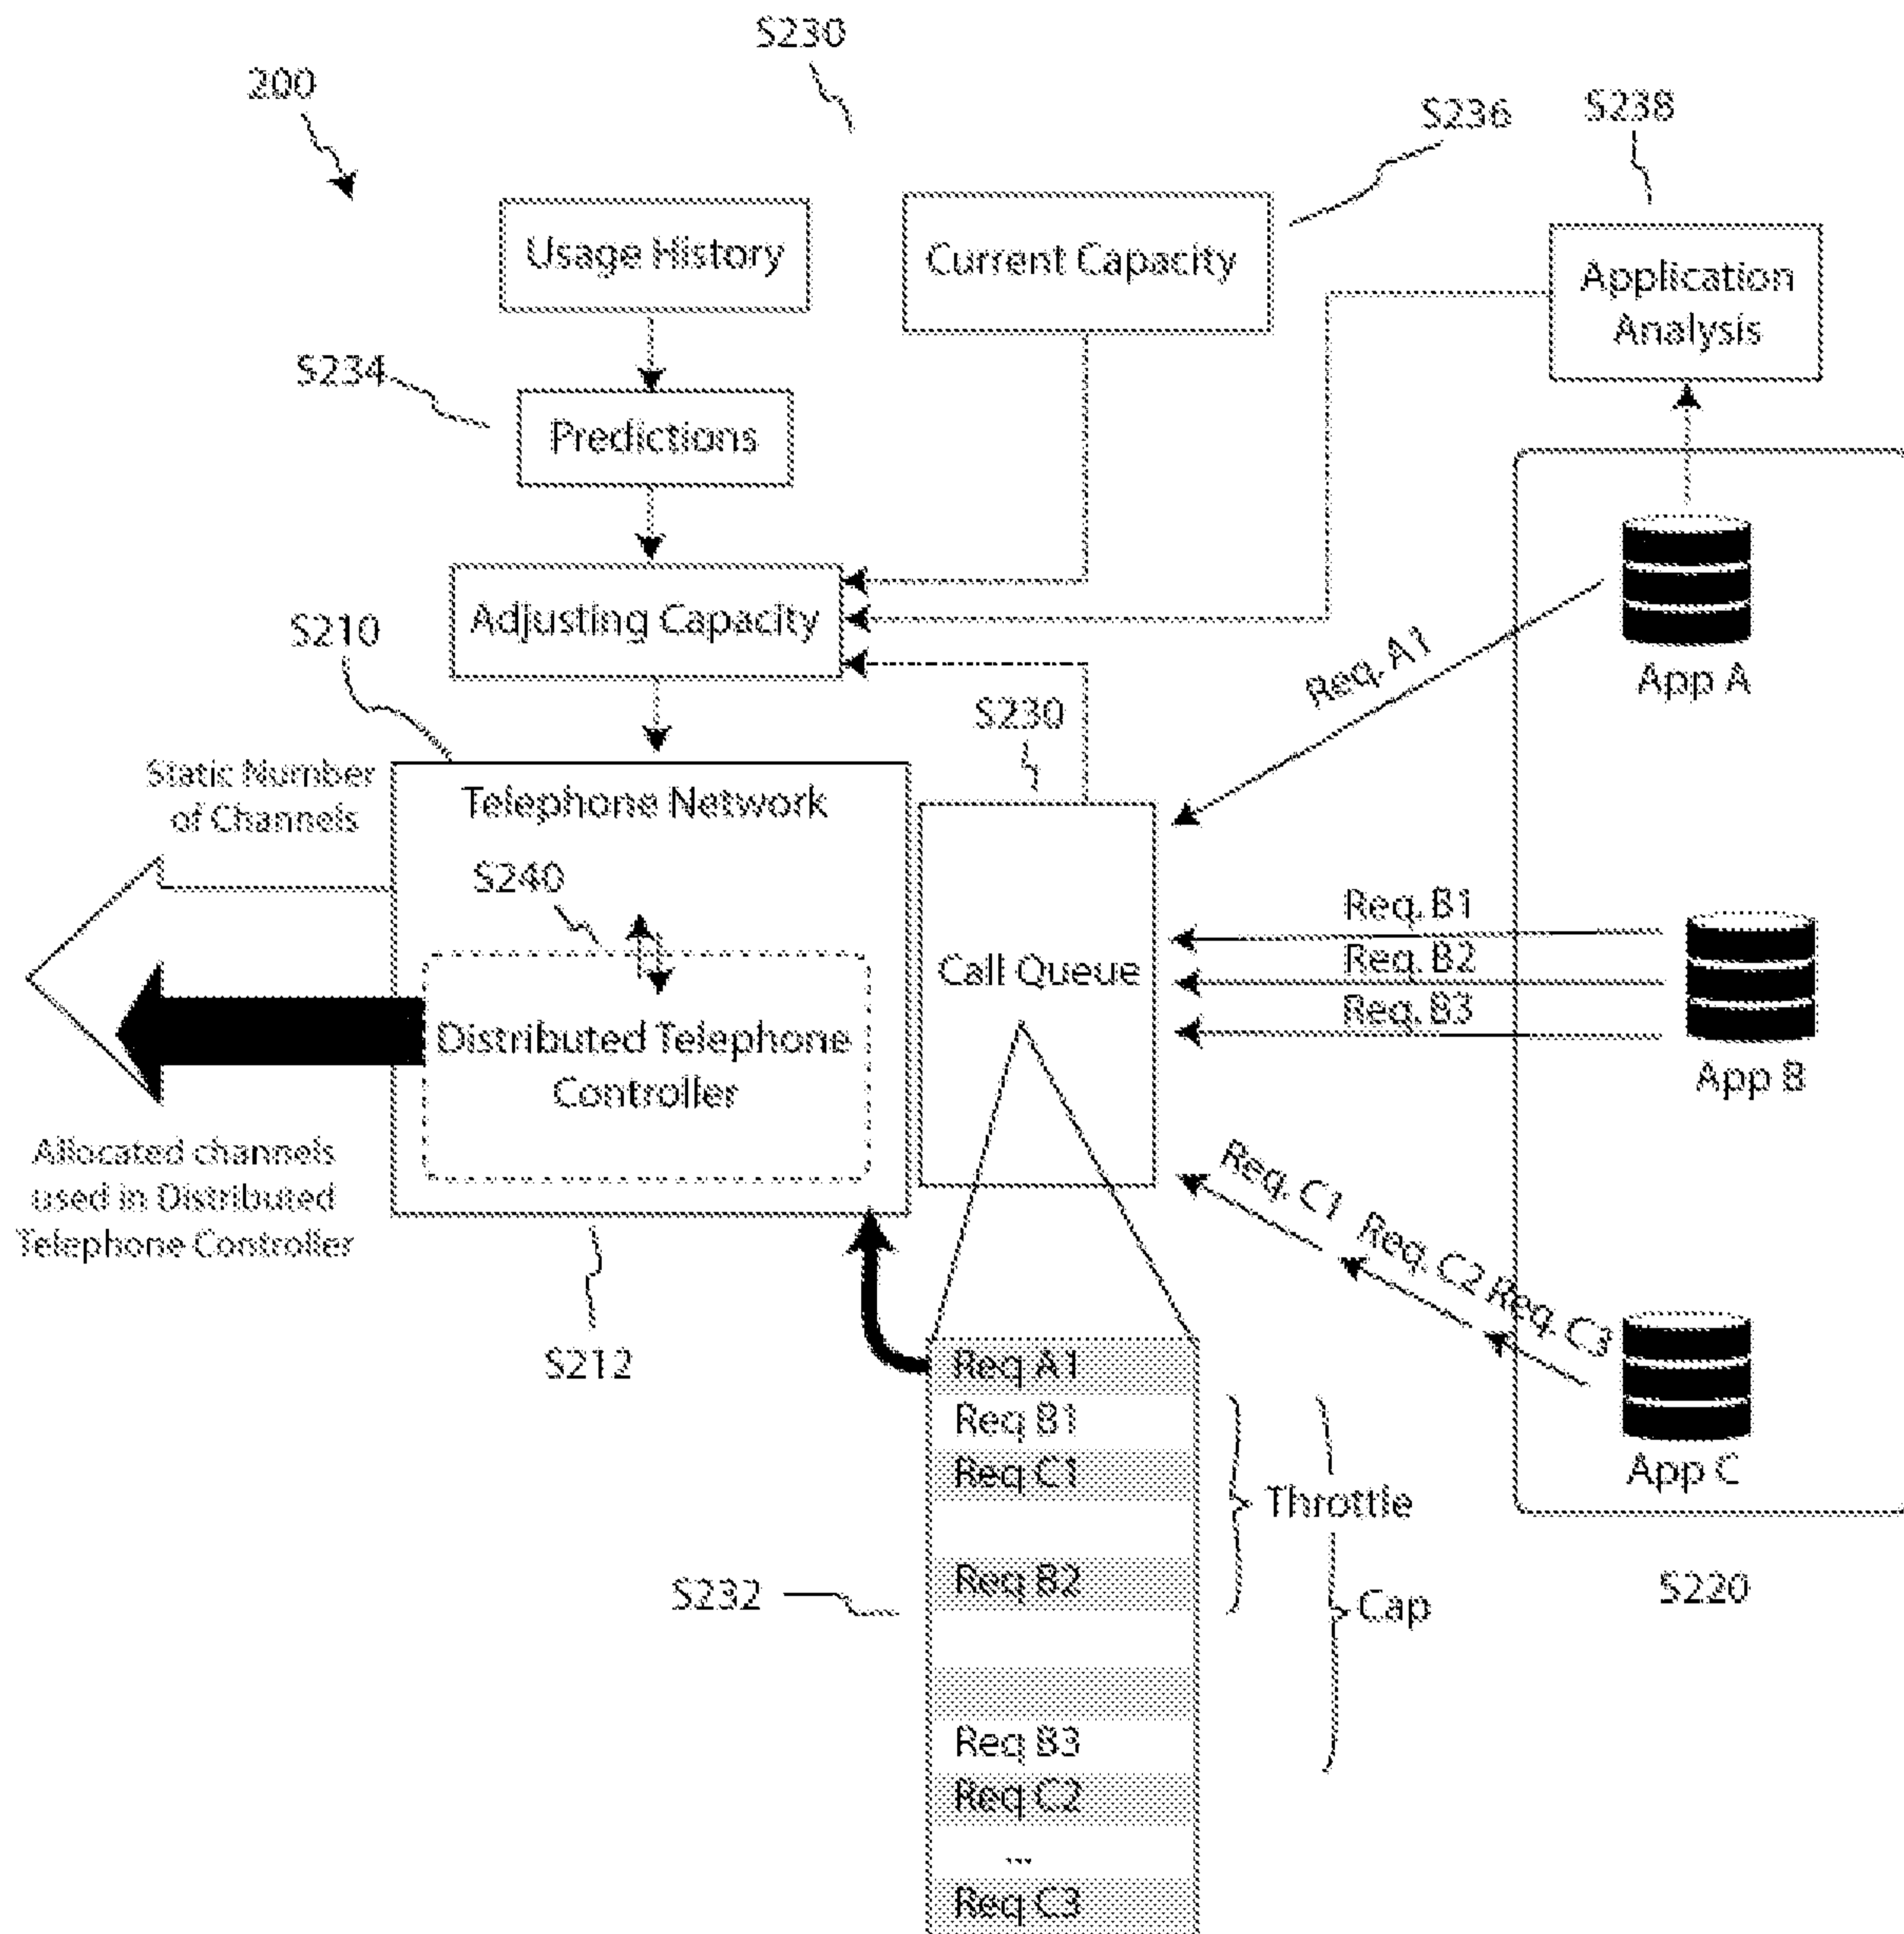 S230
200
S236
S238
Usage History
Current Capacity
Application
Analysis
S234
Predictions
Adjusting Capacity
S210
Req. A1
App A
S230
Static Number
of Channels
Telephone Network
S240
Req. B1
Call Queue
Req. B2
Req. B3
Distributed Telephone
Controller
App B
Allocated channels
used in Distributed
Telephone Controller
Req. C1
Req. C2
Req. C3
S212
Req A1
Req B1
Req C1
App C
Throttle
Req B2
S232
Cap
S220
Req B3
Req C2
...
Req C3